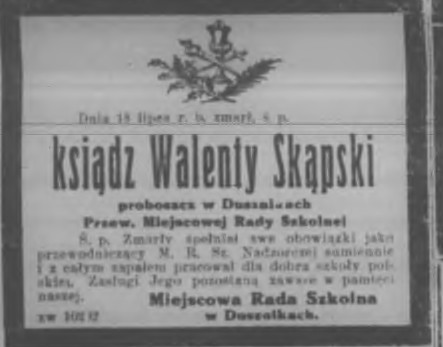 Dnia 18 lipca r. b. zmarł, ś. p.
ksiądz Walenty Skąpski
proboszcz w Dusznikach
Przew. Miejscowej Rady Szkolnej
Ś. p. Zmarły spełniał swe obowiązki jako
przewodniczący M. R. Sz. Nadzorczej sumiennie
i z całym zapałem pracował dla dobra szkoły pol-
skiej. Zasługi Jego pozostaną zawsze w pamięci
naszej.
Miejscowa Rada Szkolna
w Dusznikach.
zw